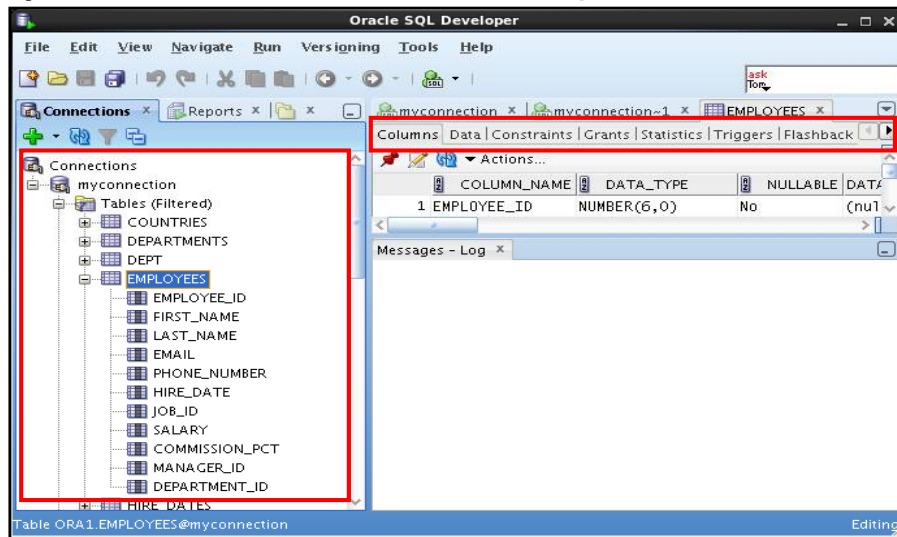 Oracle SQL Developer
File Edit View Navigate Run Versioning Tools Help
SQL
ask
Tom
Connections Reports
myconnection myconnection~1 EMPLOYEES
Columns Data Constraints Grants Statistics Triggers Flashback
Actions...
COLUMN_NAME DATA_TYPE NULLABLE DATA
1 EMPLOYEE_ID NUMBER(6,0) No (nul
Messages - Log
Connections
myconnection
Tables (Filtered)
COUNTRIES
DEPARTMENTS
DEPT
EMPLOYEES
EMPLOYEE_ID
FIRST_NAME
LAST_NAME
EMAIL
PHONE_NUMBER
HIRE_DATE
JOB_ID
SALARY
COMMISSION_PCT
MANAGER_ID
DEPARTMENT_ID
HIRE_DATES
Table ORA1.EMPLOYEES@myconnection Editing